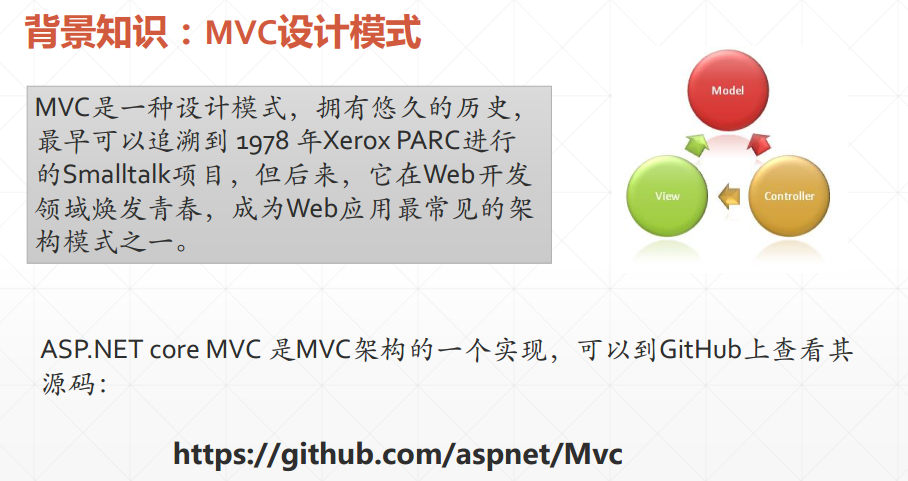 背景知识：MVC设计模式
MVC是一种设计模式，拥有悠久的历史，
最早可以追溯到 1978 年Xerox PARC进行
的Smalltalk项目，但后来，它在Web开发
领域焕发青春，成为Web应用最常见的架
构模式之一。
Model
View
Controller
ASP.NET core MVC 是MVC架构的一个实现，可以到GitHub上查看其
源码：
https://github.com/aspnet/Mvc